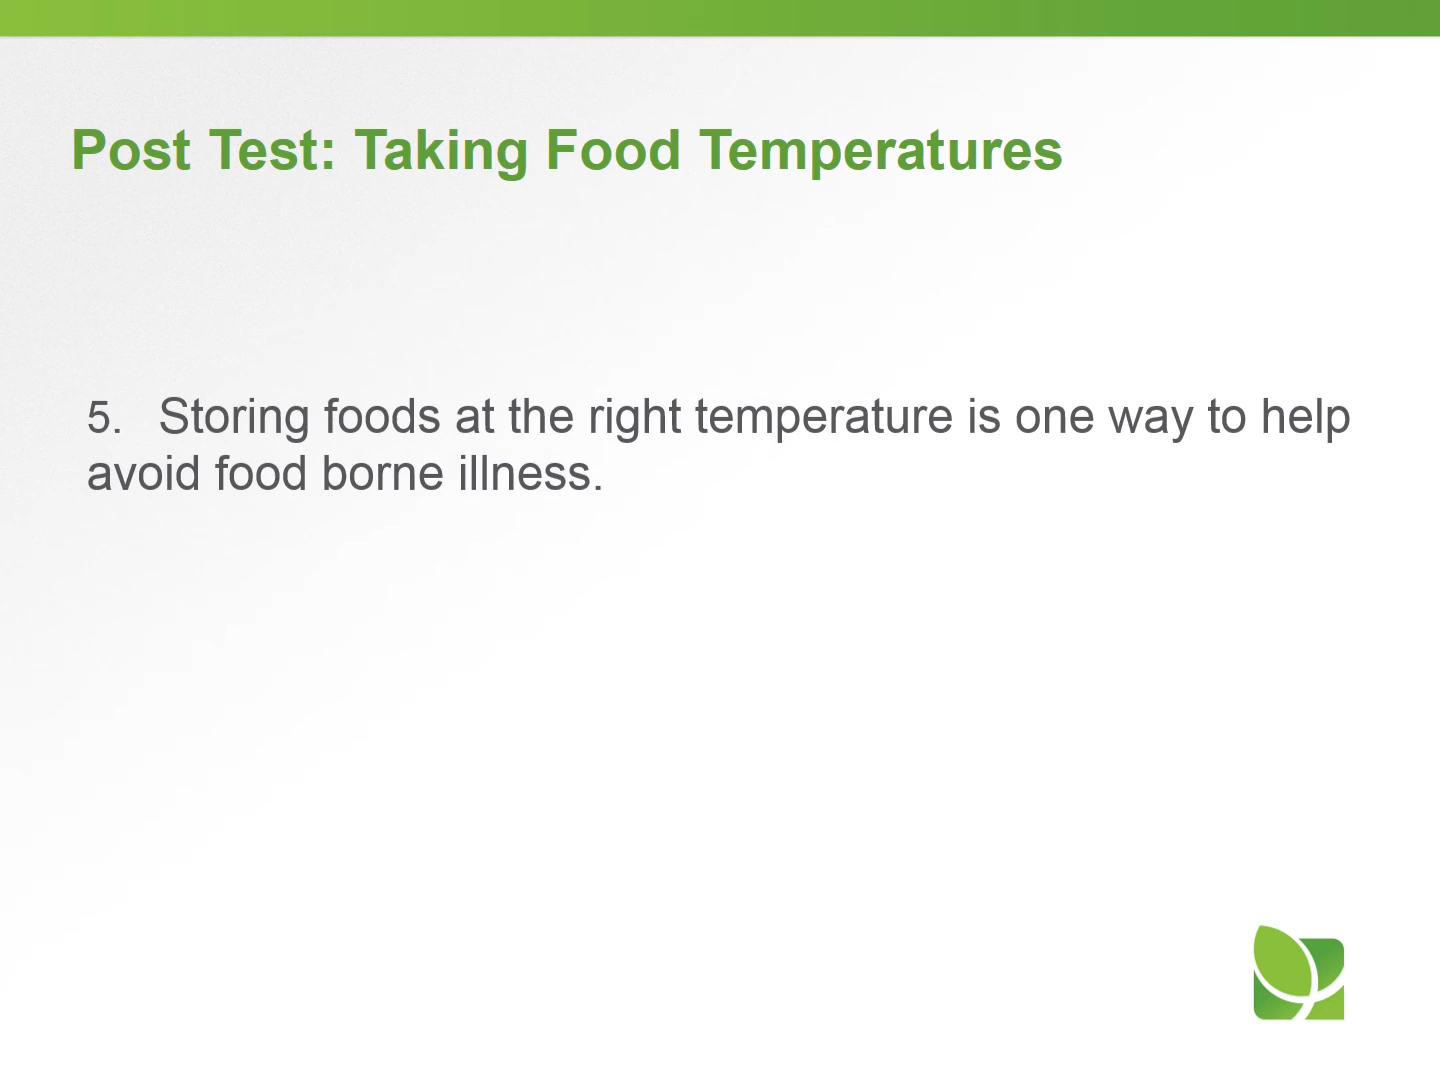 Post Test: Taking Food Temperatures
5. Storing foods at the right temperature is one way to help
avoid food borne illness.